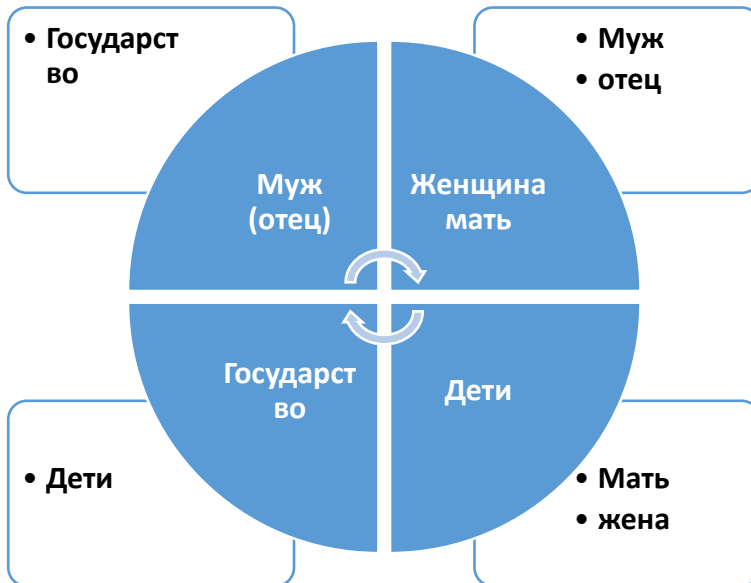 • Государст
во
• Муж
• отец
Муж
(отец)
Женщина
мать
Государст
во
Дети
• Дети
• Мать
• жена